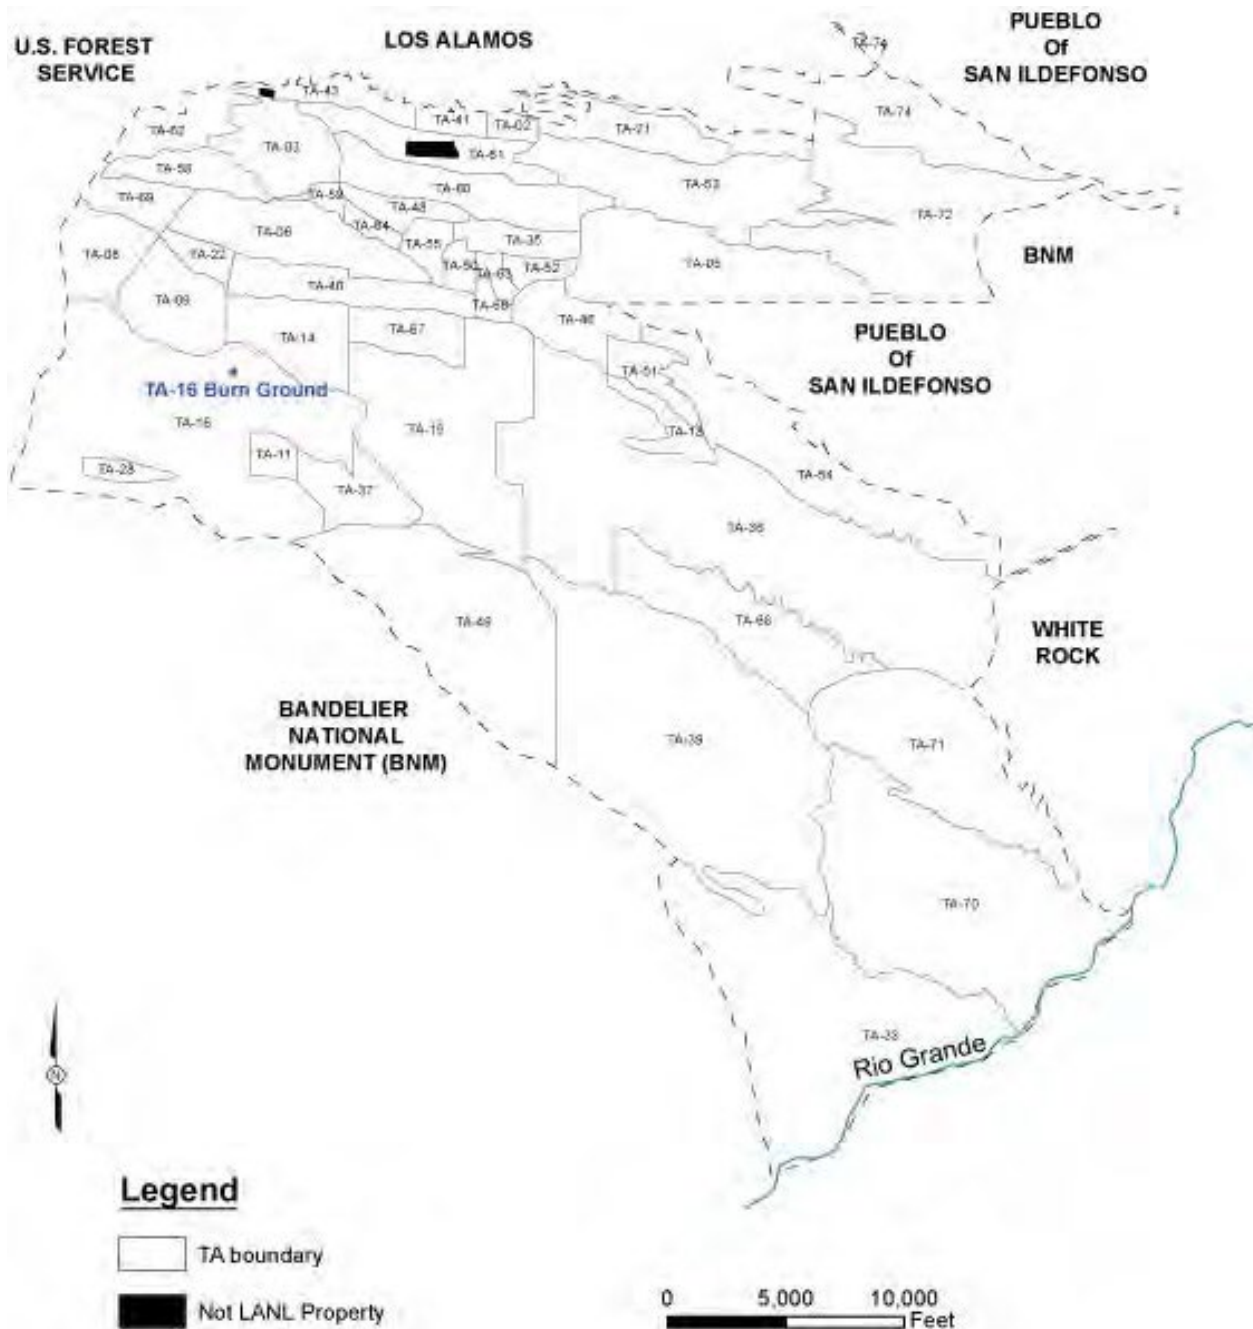 PUEBLO
Of
SAN ILDEFONSO
LOS ALAMOS
U.S. FOREST
SERVICE
TA-74
TA-43
TA-74
TA-41
TA-02
TA-21
TA-62
TA-03
TA-61
TA-58
TA-53
TA-60
TA-59
TA-69
TA-48
TA-72
TA-64
TA-06
TA-55
TA-35
TA-08
TA-22
TA-50
TA-63
TA-52
TA-05
BNM
TA-40
TA-09
TA-66
TA-46
TA-14
TA-67
PUEBLO
Of
SAN ILDEFONSO
TA-51
TA-16 Burn Ground
TA-16
TA-18
TA-11
TA-28
TA-54
TA-37
TA-36
TA-49
TA-68
WHITE
ROCK
BANDELIER
NATIONAL
MONUMENT (BNM)
TA-39
TA-71
TA-70
N
TA-33
Rio Grande
Legend
TA boundary
Not LANL Property
0 5,000 10,000
Feet